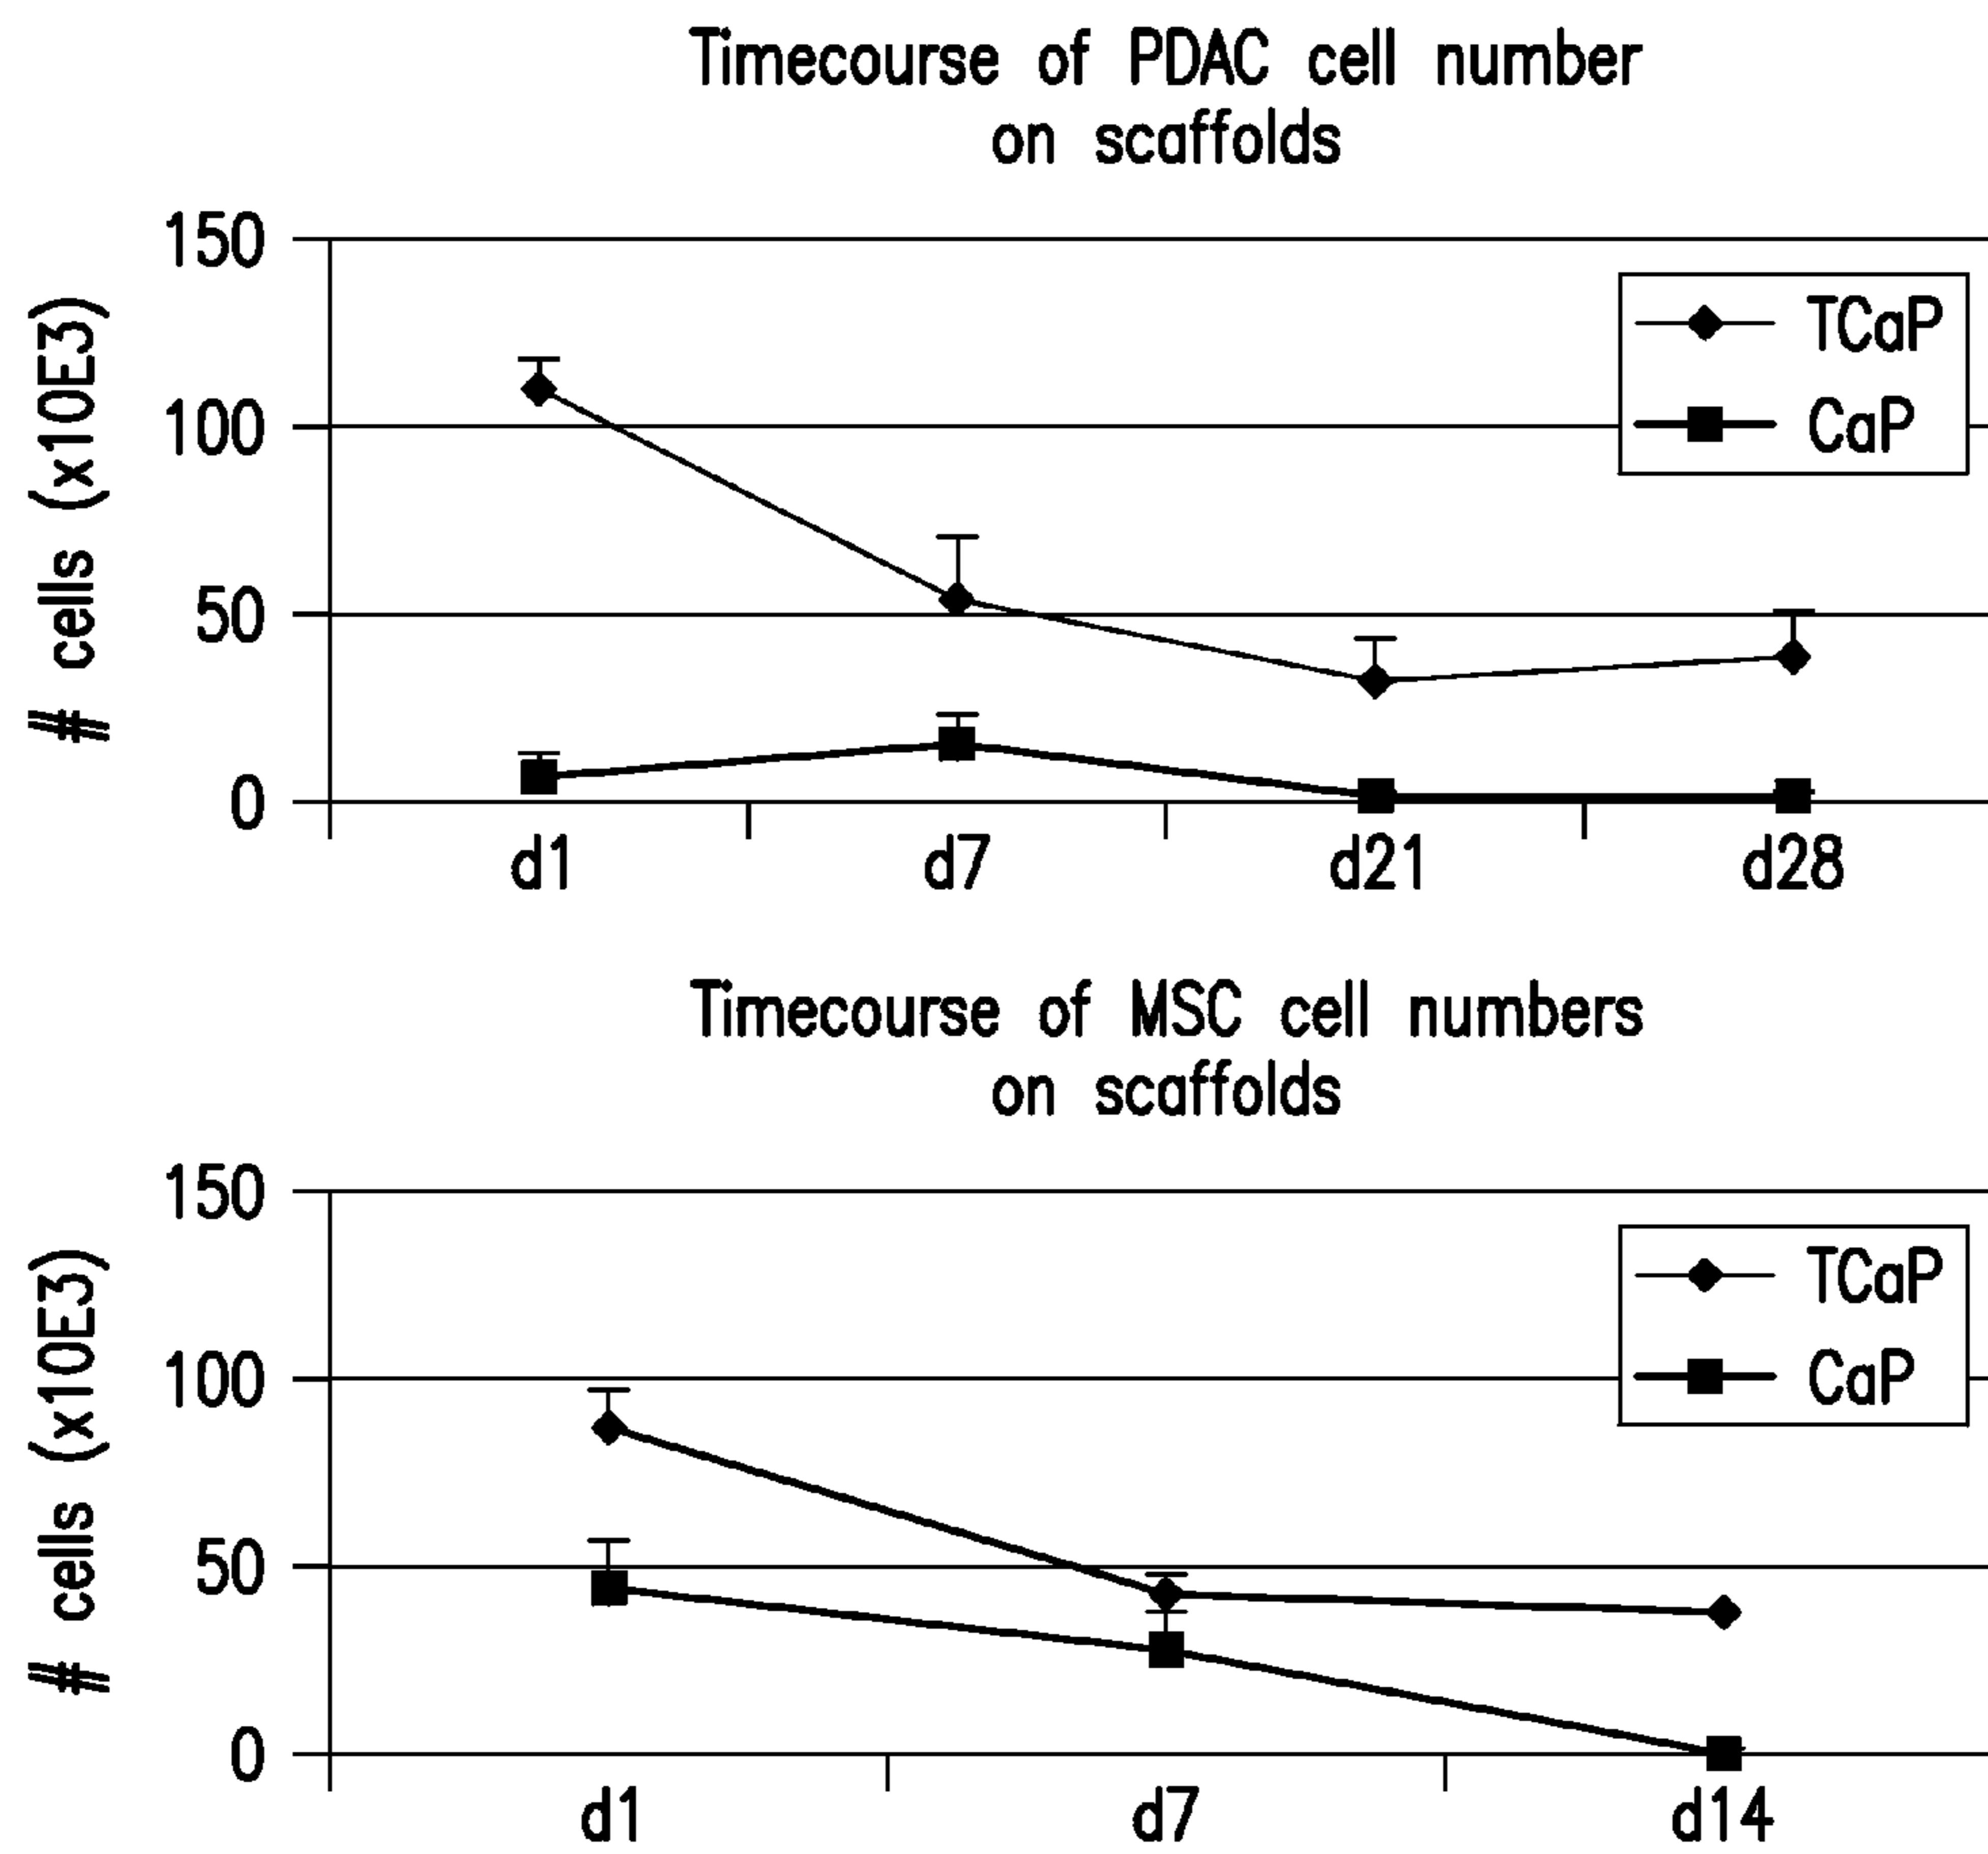 Timecourse of PDAC cell number
on scaffolds
# cells (x10E3)
150
100
50
0
TCaP
CaP
d1 d7 d21 d28
Timecourse of MSC cell numbers
on scaffolds
# cells (x10E3)
150
100
50
0
TCaP
CaP
d1 d7 d14